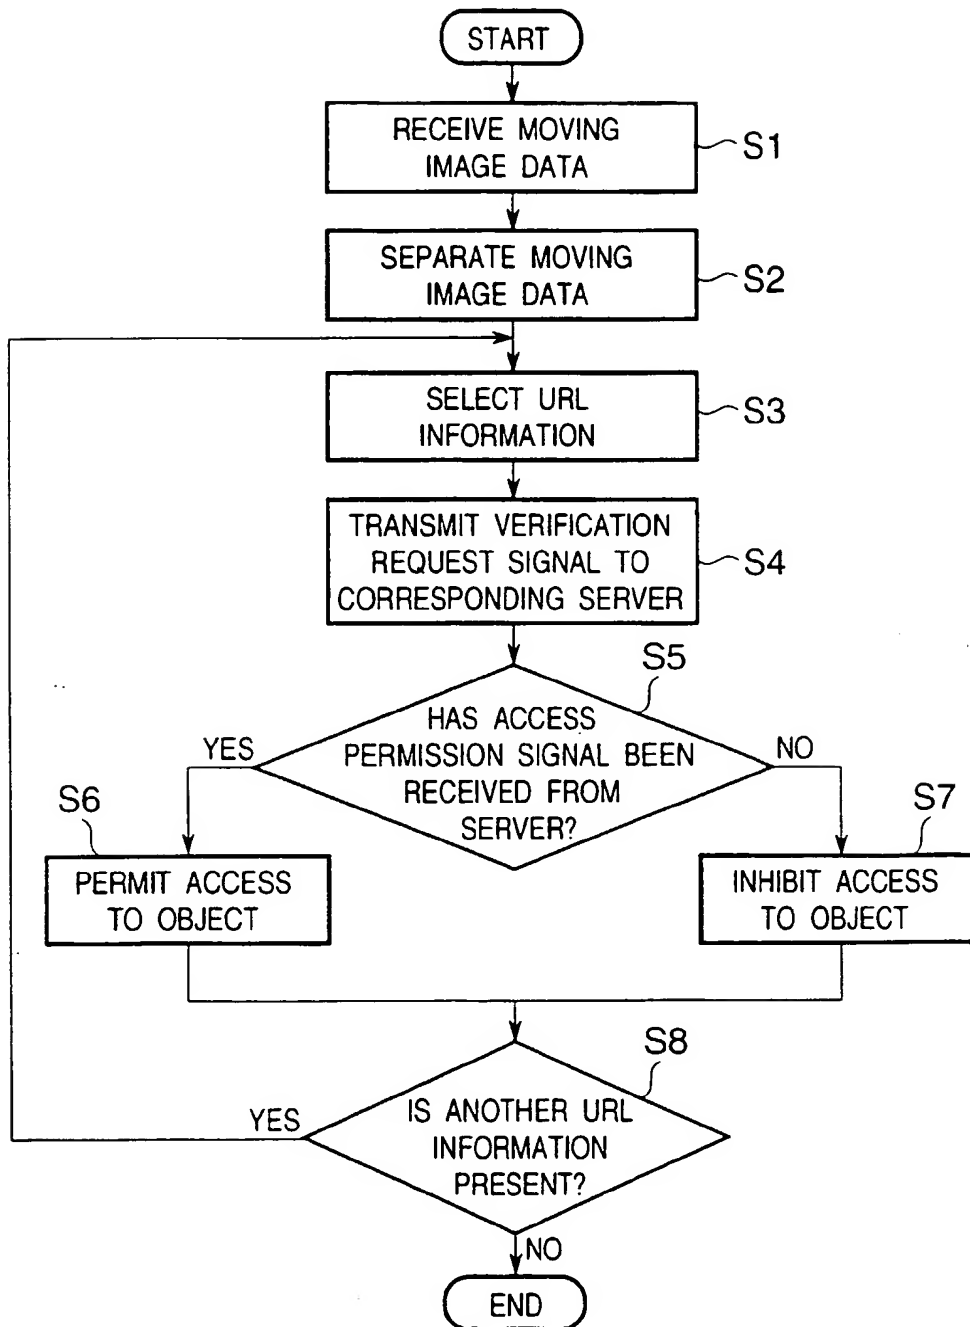 START
RECEIVE MOVING
IMAGE DATA
S1
SEPARATE MOVING
IMAGE DATA
S2
SELECT URL
INFORMATION
S3
TRANSMIT VERIFICATION
REQUEST SIGNAL TO
CORRESPONDING SERVER
S4
S5
HAS ACCESS
PERMISSION SIGNAL BEEN
RECEIVED FROM
SERVER?
YES
NO
S6
PERMIT ACCESS
TO OBJECT
S7
INHIBIT ACCESS
TO OBJECT
S8
IS ANOTHER URL
INFORMATION
PRESENT?
YES
NO
END